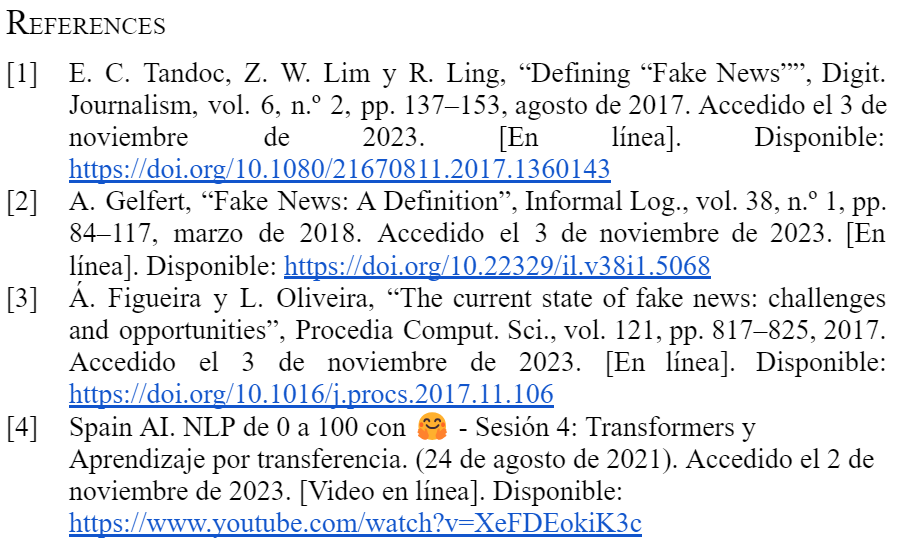 REFERENCES
[1] E. C. Tandoc, Z. W. Lim y R. Ling, “Defining “Fake News””, Digit.
Journalism, vol. 6, n.º 2, pp. 137–153, agosto de 2017. Accedido el 3 de
noviembre de 2023. [En línea]. Disponible:
https://doi.org/10.1080/21670811.2017.1360143
[2] A. Gelfert, “Fake News: A Definition”, Informal Log., vol. 38, n.º 1, pp.
84–117, marzo de 2018. Accedido el 3 de noviembre de 2023. [En
línea]. Disponible: https://doi.org/10.22329/il.v38i1.5068
[3] Á. Figueira y L. Oliveira, “The current state of fake news: challenges
and opportunities”, Procedia Comput. Sci., vol. 121, pp. 817–825, 2017.
Accedido el 3 de noviembre de 2023. [En línea]. Disponible:
https://doi.org/10.1016/j.procs.2017.11.106
[4] Spain AI. NLP de 0 a 100 con 🤗 - Sesión 4: Transformers y
Aprendizaje por transferencia. (24 de agosto de 2021). Accedido el 2 de
noviembre de 2023. [Video en línea]. Disponible:
https://www.youtube.com/watch?v=XeFDEokiK3c